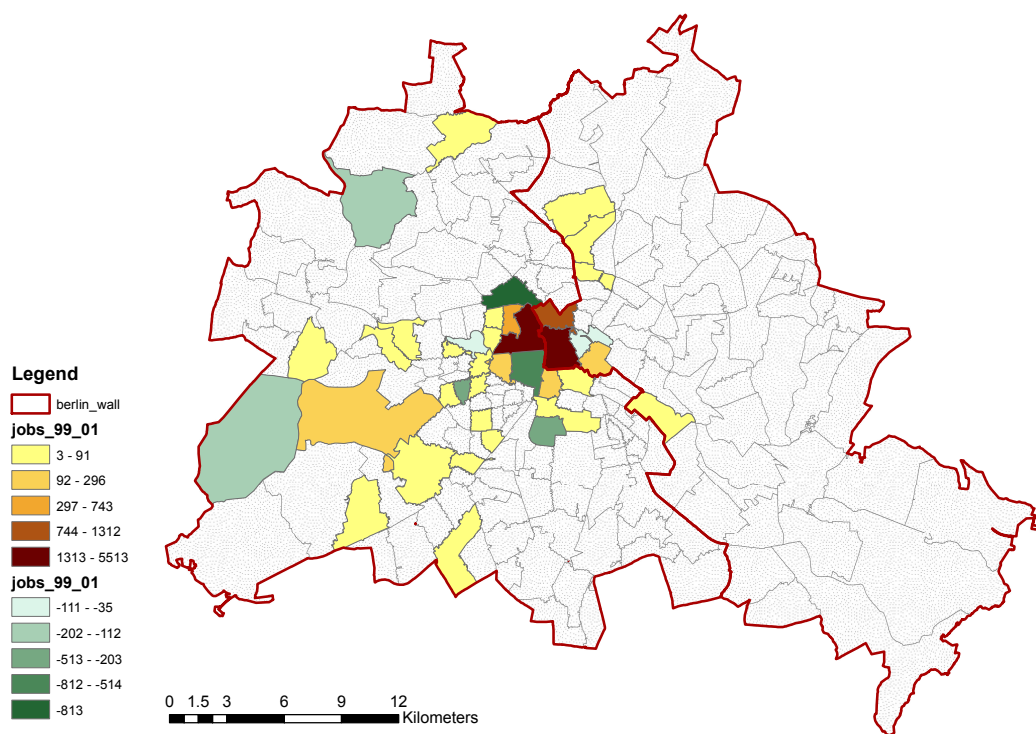 Legend
berlin_wall
jobs_99_01
3 - 91
92 - 296
297 - 743
744 - 1312
1313 - 5513
jobs_99_01
-111 - -35
-202 - -112
-513 - -203
-812 - -514
-813
0 1.5 3 6 9 12
Kilometers